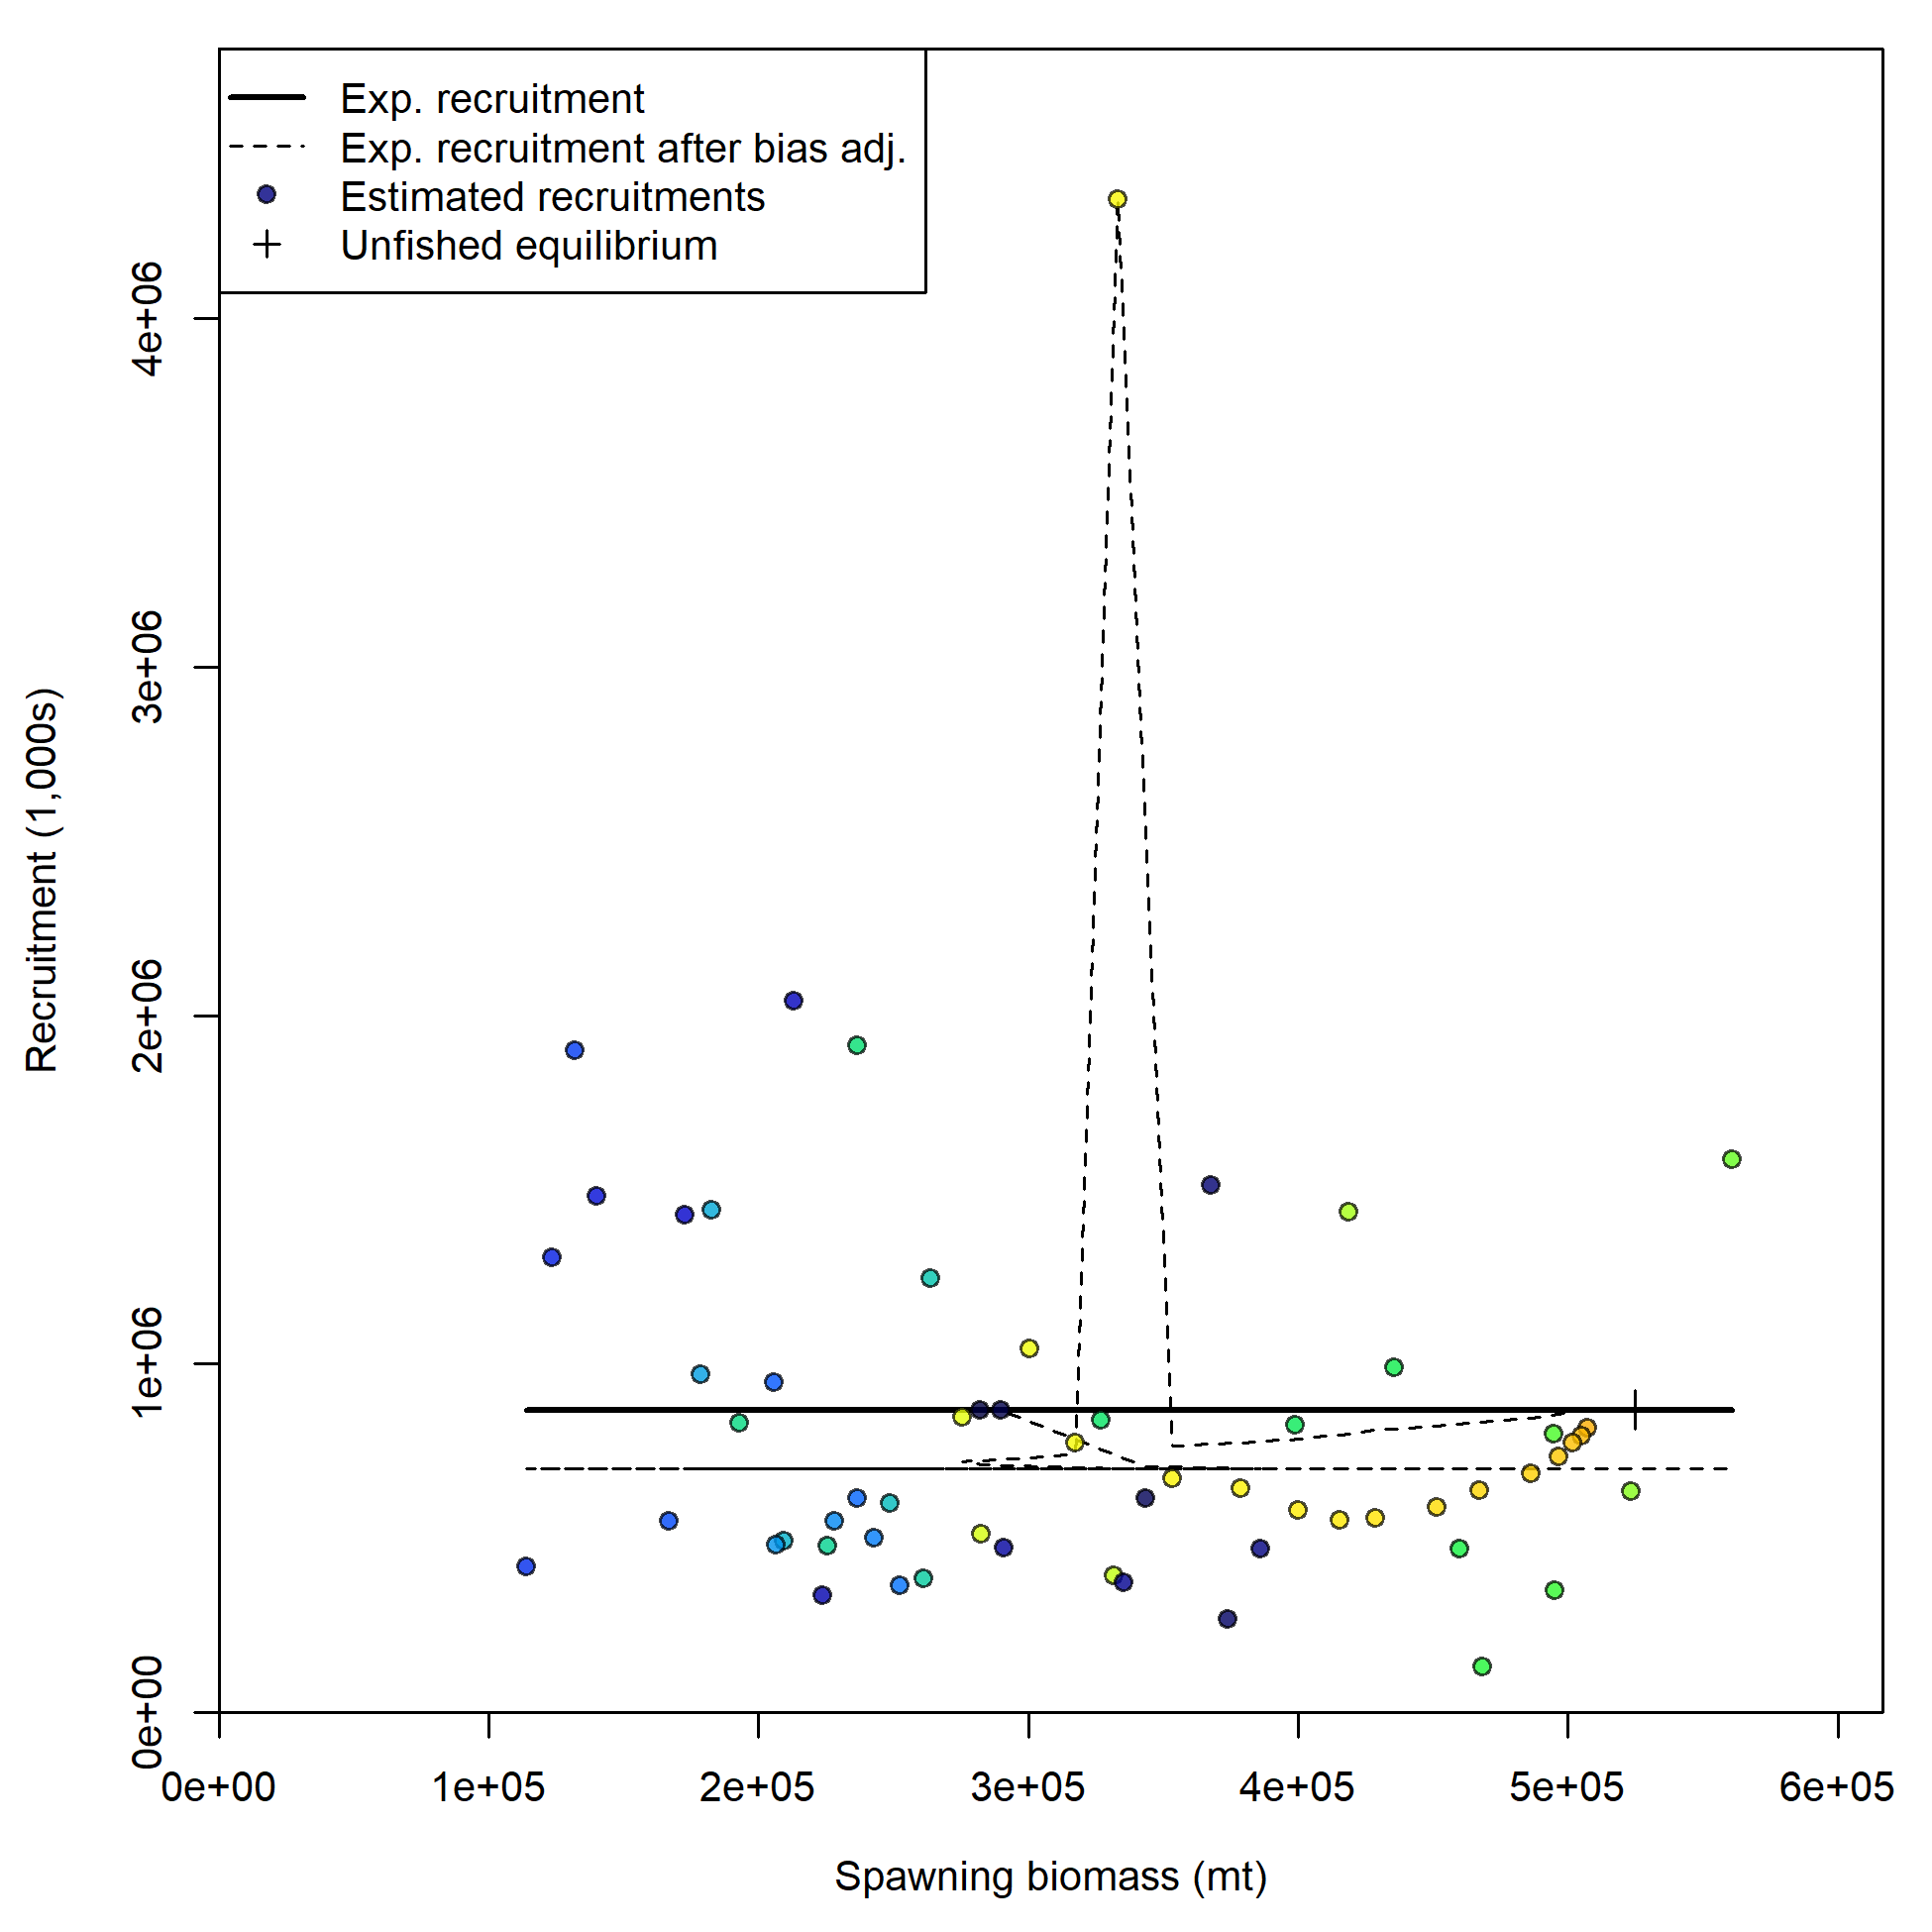 Exp. recruitment
Exp. recruitment after bias adj.
Estimated recruitments
Unfished equilibrium
Recruitment (1,000s)
4e+06
3e+06
2e+06
1e+06
0e+00
0e+00 1e+05 2e+05 3e+05 4e+05 5e+05 6e+05
Spawning biomass (mt)